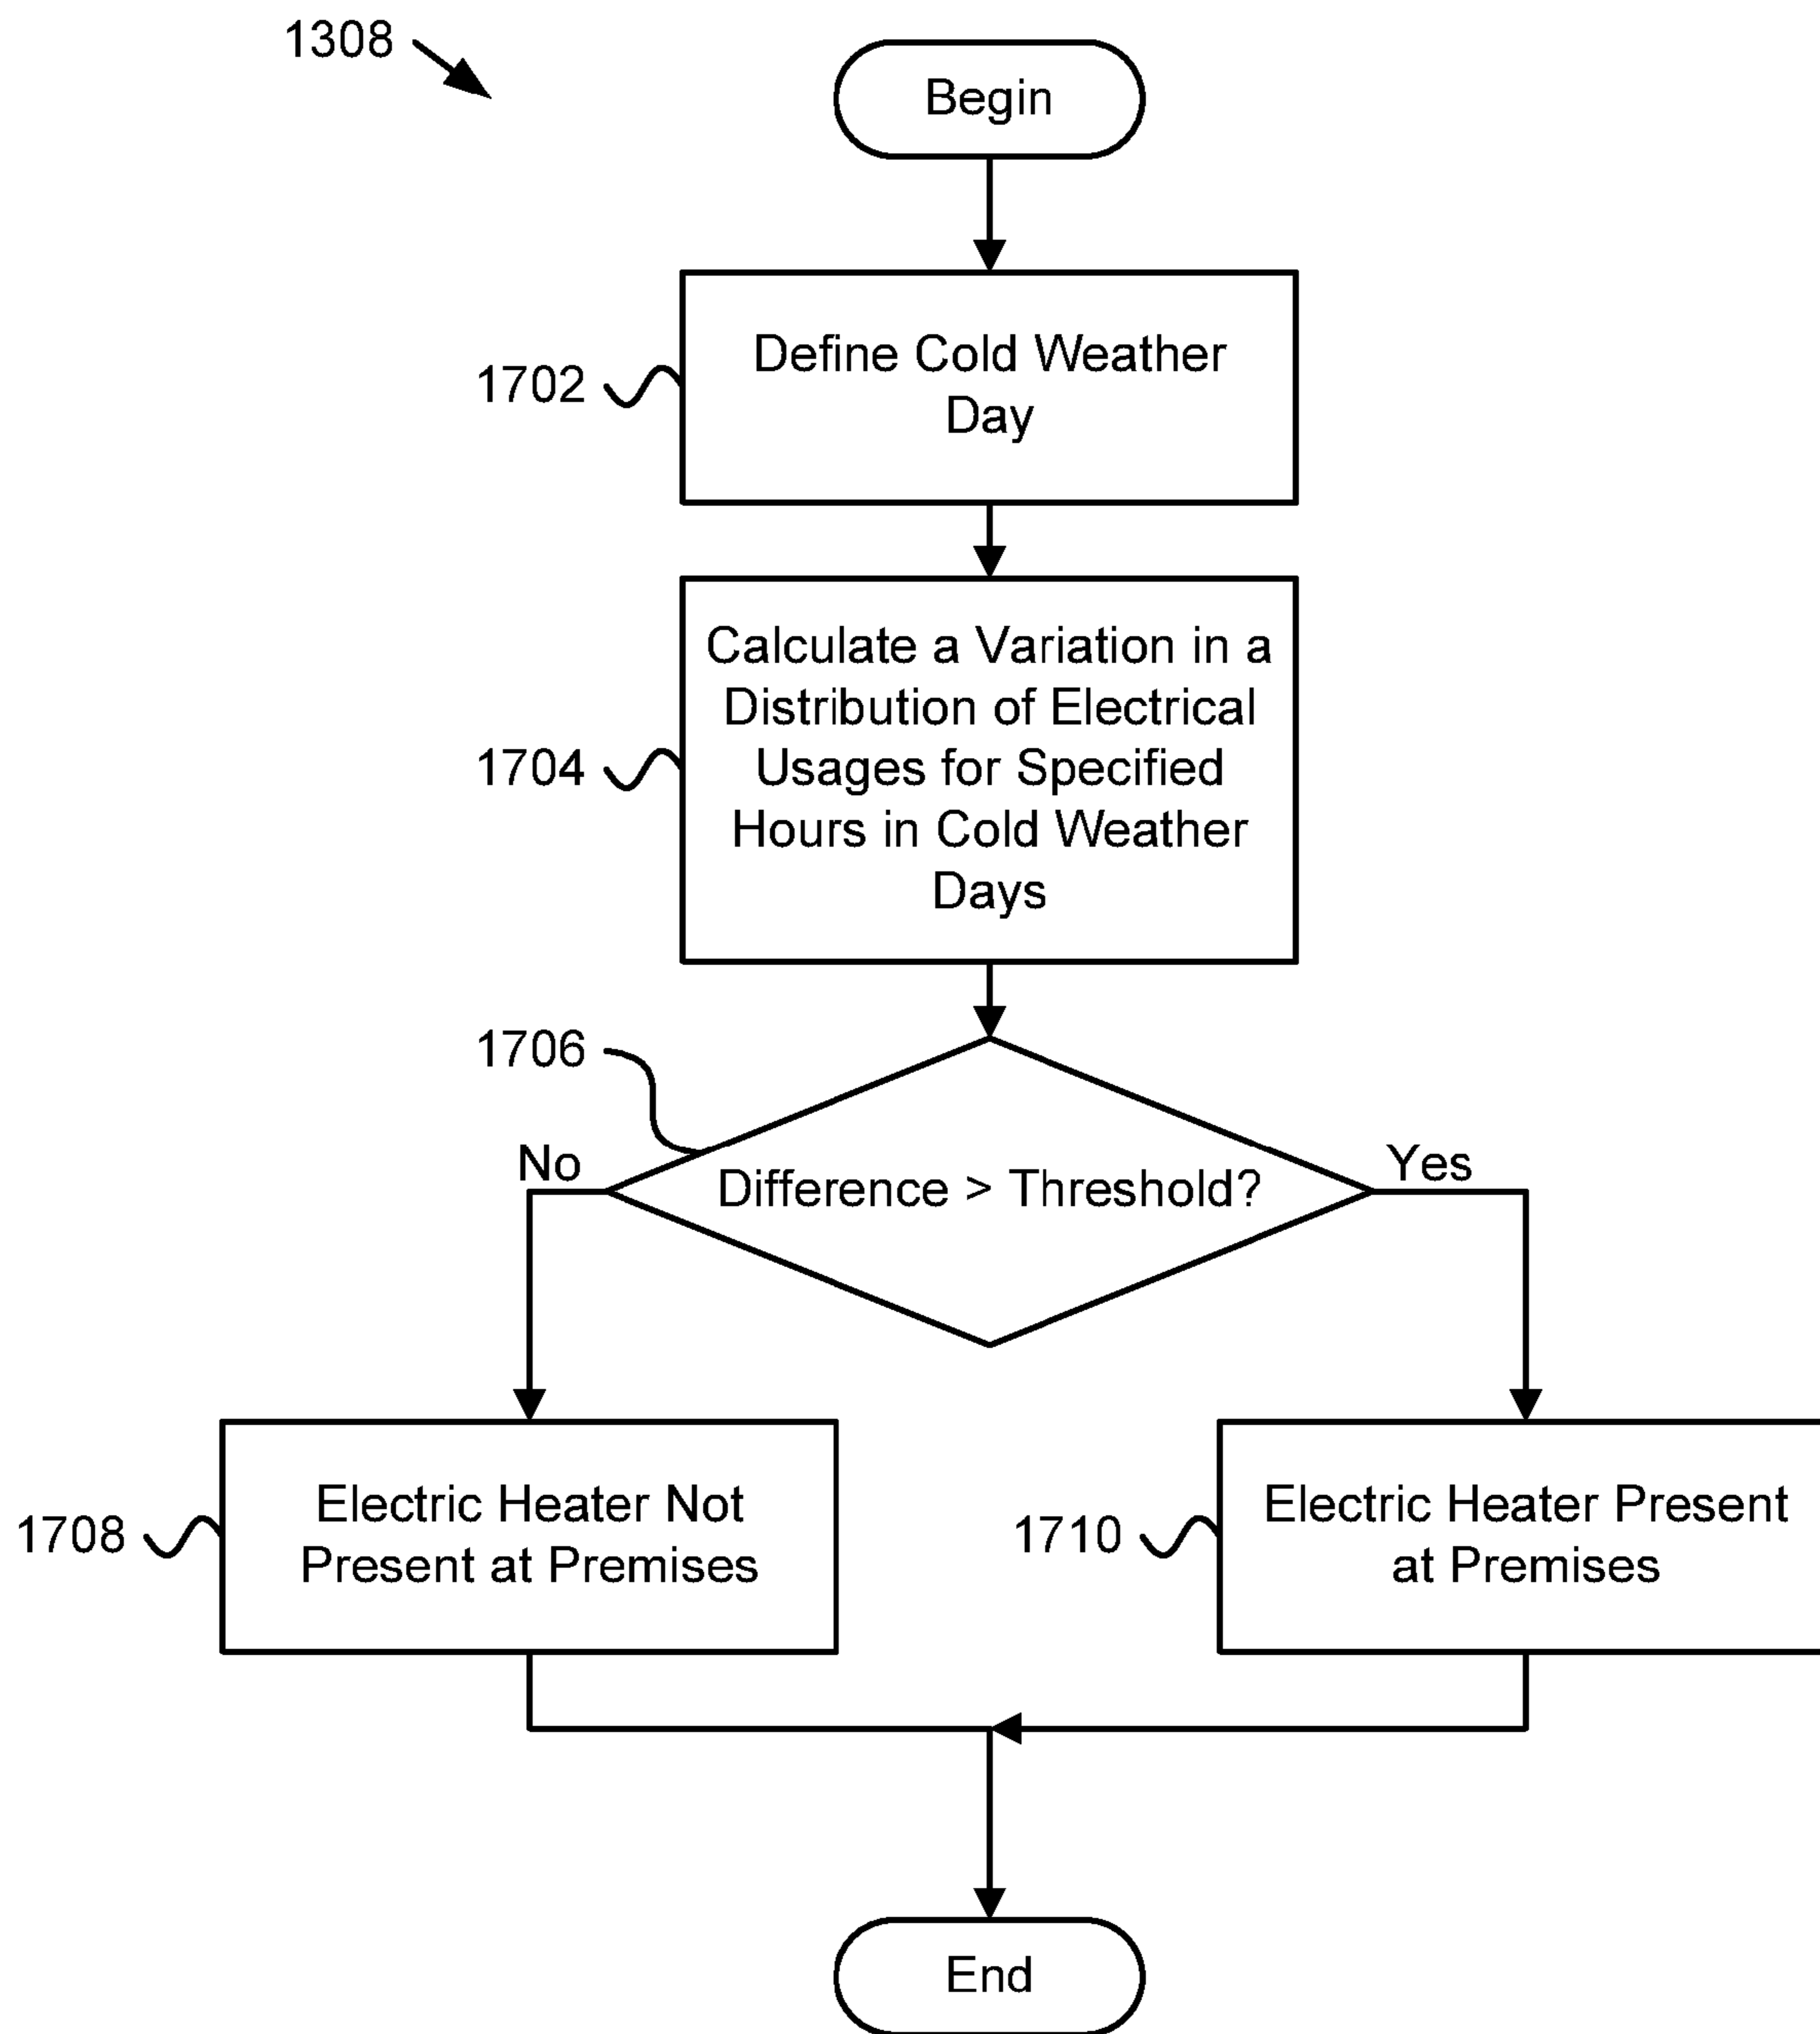 1308
Begin
1702
Define Cold Weather
Day
1704
Calculate a Variation in a
Distribution of Electrical
Usages for Specified
Hours in Cold Weather
Days
1706
No
Difference > Threshold?
Yes
1708
Electric Heater Not
Present at Premises
1710
Electric Heater Present
at Premises
End